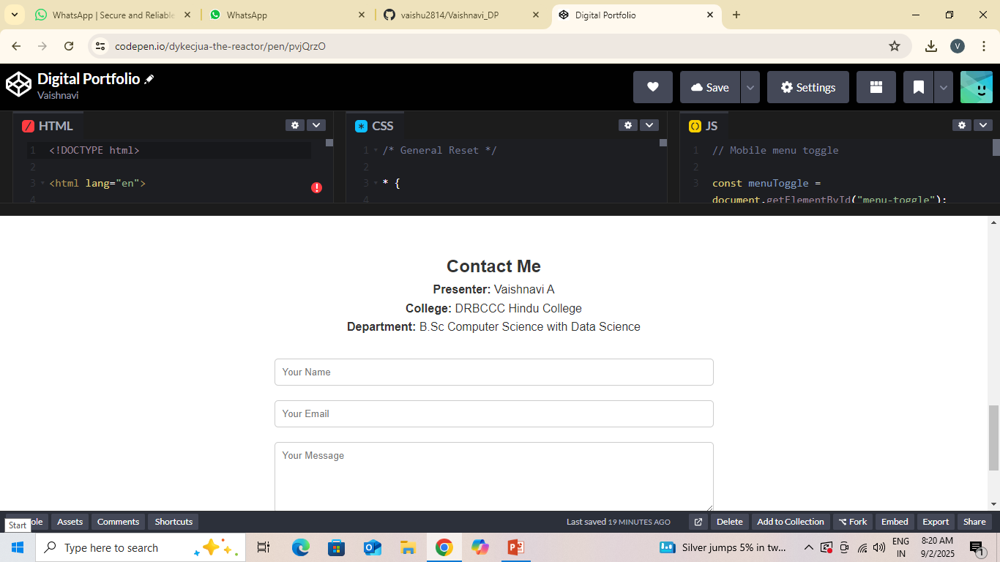 WhatsApp | Secure and Reliable
WhatsApp
vaishu2814/Vaishnavi_DP
Digital Portfolio
codepen.io/dykecjua-the-reactor/pen/pvjQrzO
V
Digital Portfolio
Vaishnavi
Save
Settings
HTML
CSS
JS
1 <!DOCTYPE html>
2
3 <html lang="en">
4
1 /* General Reset */
2
3 * {
4
1 // Mobile menu toggle
2
3 const menuToggle =
document.getElementById("menu-toggle");
Contact Me
Presenter: Vaishnavi A
College: DRBCCC Hindu College
Department: B.Sc Computer Science with Data Science
Your Name
Your Email
Your Message
Start
ole
Assets
Comments
Shortcuts
Last saved 19 MINUTES AGO
Delete
Add to Collection
Fork
Embed
Export
Share
Type here to search
Silver jumps 5% in tw...
ENG
IN
8:20 AM
9/2/2025
1